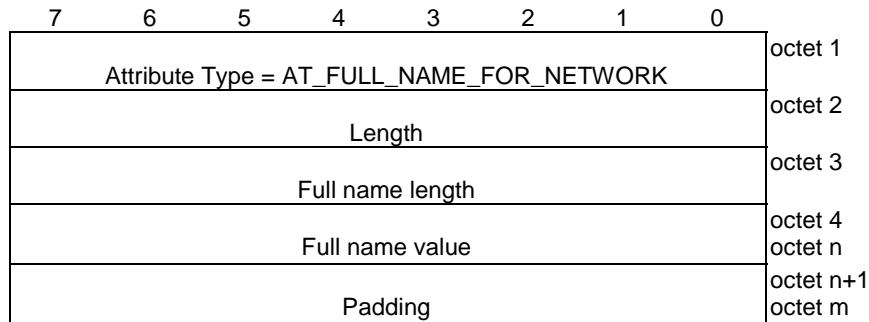 7 6 5 4 3 2 1 0
octet 1
Attribute Type = AT_FULL_NAME_FOR_NETWORK
octet 2
Length
octet 3
Full name length
octet 4
Full name value octet n
octet n+1
Padding octet m